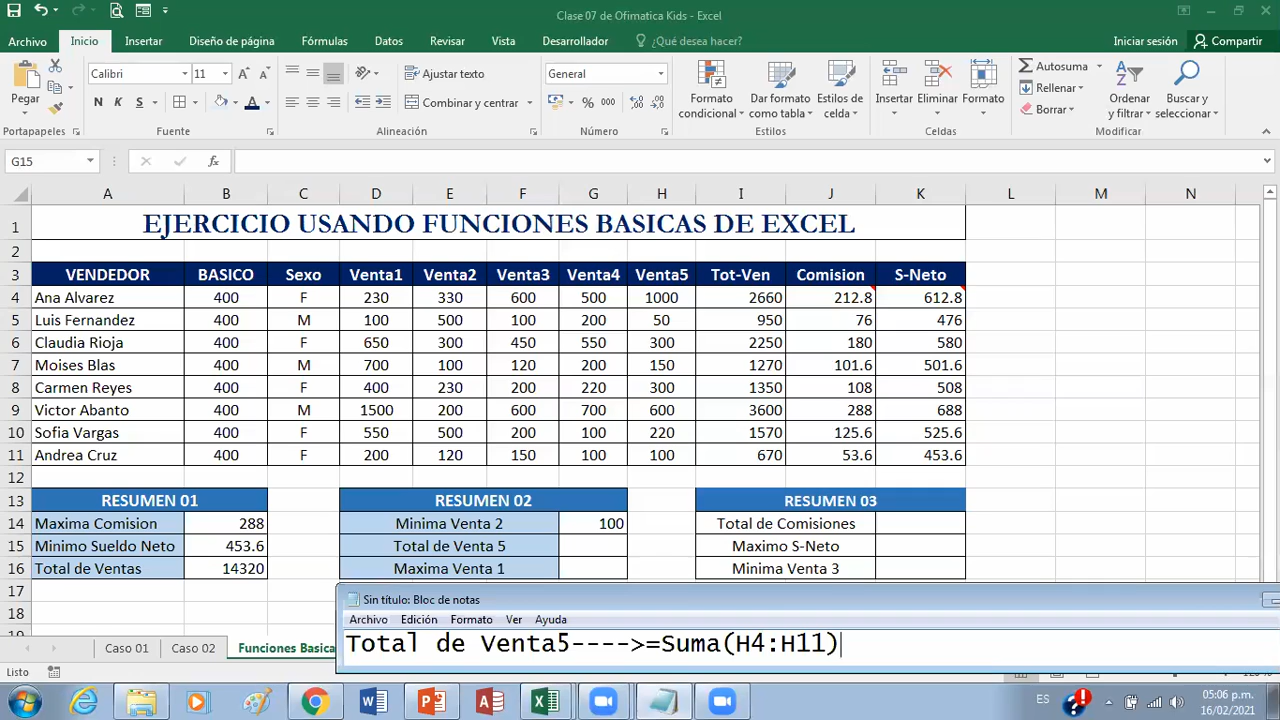 Clase 07 de Ofimatica Kids - Excel
Archivo Inicio Insertar Diseño de página Fórmulas Datos Revisar Vista Desarrollador ¿Qué desea hacer? Iniciar sesión Compartir
Pegar
Portapapeles
Calibri 11
N K S
Fuente
Ajustar texto
Combinar y centrar
Alineación
General
% 000
Número
Formato condicional
Dar formato como tabla
Estilos de celda
Estilos
Insertar Eliminar Formato
Celdas
Autosuma
Rellenar
Borrar
Ordenar y filtrar
Buscar y seleccionar
Modificar
G15 fx
A B C D E F G H I J K L M N
1 EJERCICIO USANDO FUNCIONES BASICAS DE EXCEL
2
3 VENDEDOR BASICO Sexo Venta1 Venta2 Venta3 Venta4 Venta5 Tot-Ven Comision S-Neto
4 Ana Alvarez 400 F 230 330 600 500 1000 2660 212.8 612.8
5 Luis Fernandez 400 M 100 500 100 200 50 950 76 476
6 Claudia Rioja 400 F 650 300 450 550 300 2250 180 580
7 Moises Blas 400 M 700 100 120 200 150 1270 101.6 501.6
8 Carmen Reyes 400 F 400 230 200 220 300 1350 108 508
9 Victor Abanto 400 M 1500 200 600 700 600 3600 288 688
10 Sofia Vargas 400 F 550 500 200 100 220 1570 125.6 525.6
11 Andrea Cruz 400 F 200 120 150 100 100 670 53.6 453.6
12
13 RESUMEN 01 RESUMEN 02 RESUMEN 03
14 Maxima Comision 288 Minima Venta 2 100 Total de Comisiones
15 Minimo Sueldo Neto 453.6 Total de Venta 5 Maximo S-Neto
16 Total de Ventas 14320 Maxima Venta 1 Minima Venta 3
17
18
Sin título: Bloc de notas
Archivo Edición Formato Ver Ayuda
Total de Venta5---->=Suma(H4:H11)
Caso 01 Caso 02 Funciones Basica
Listo
ES
05:06 p.m.
16/02/2021